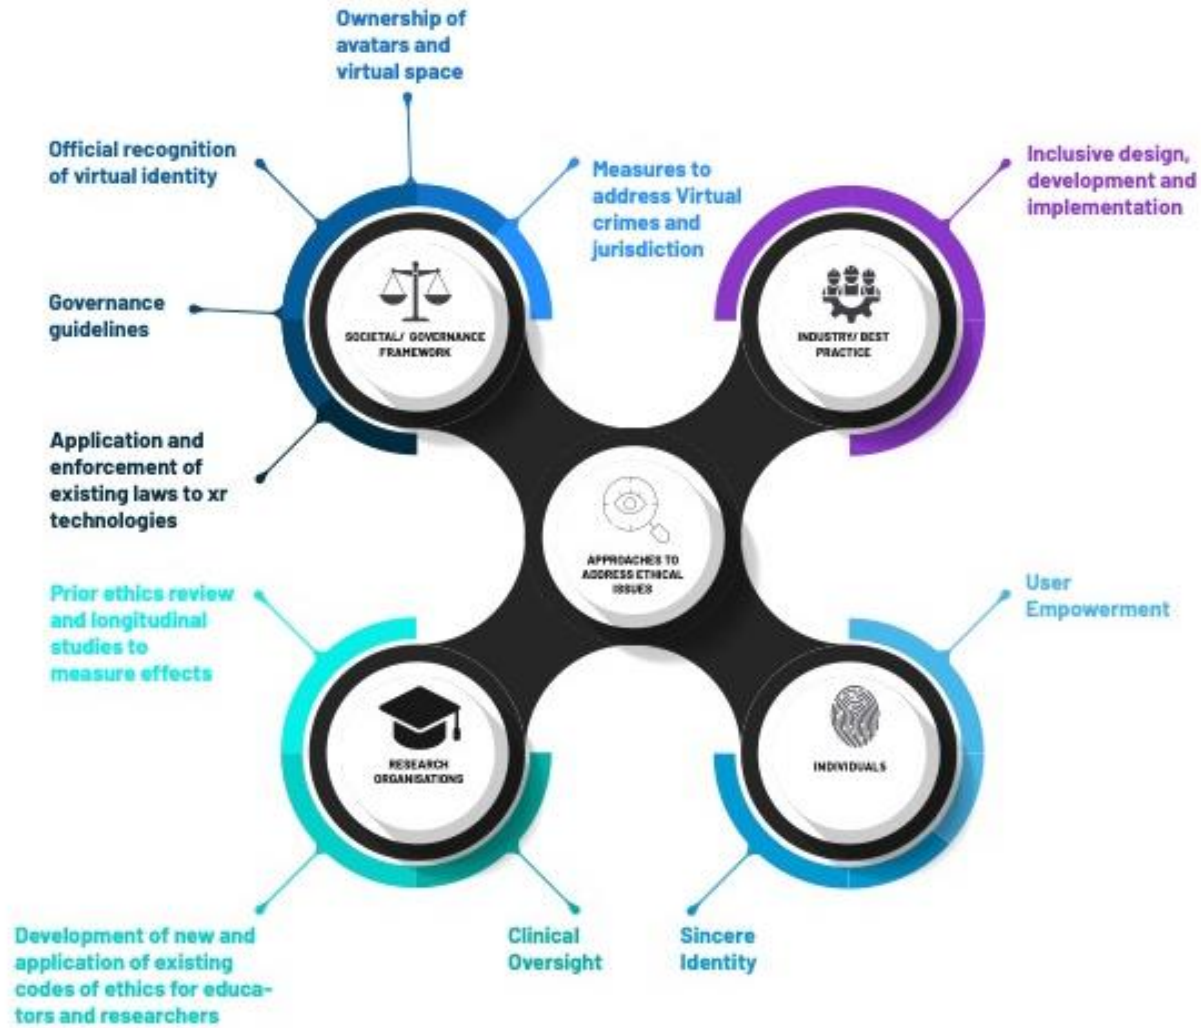 Ownership of
avatars and
virtual space
Official recognition
of virtual identity
Measures to
address Virtual
crimes and
jurisdiction
Inclusive design,
development and
implementation
Governance
guidelines
SOCIETAL/ GOVERNANCE
FRAMEWORK
INDUSTRY/ BEST
PRACTICE
Application and
enforcement of
existing laws to xr
technologies
APPROACHES TO
ADDRESS ETHICAL
ISSUES
Prior ethics review
and longitudinal
studies to
measure effects
User
Empowerment
RESEARCH
ORGANISATIONS
INDIVIDUALS
Development of new and
application of existing
codes of ethics for educa-
tors and researchers
Clinical
Oversight
Sincere
Identity